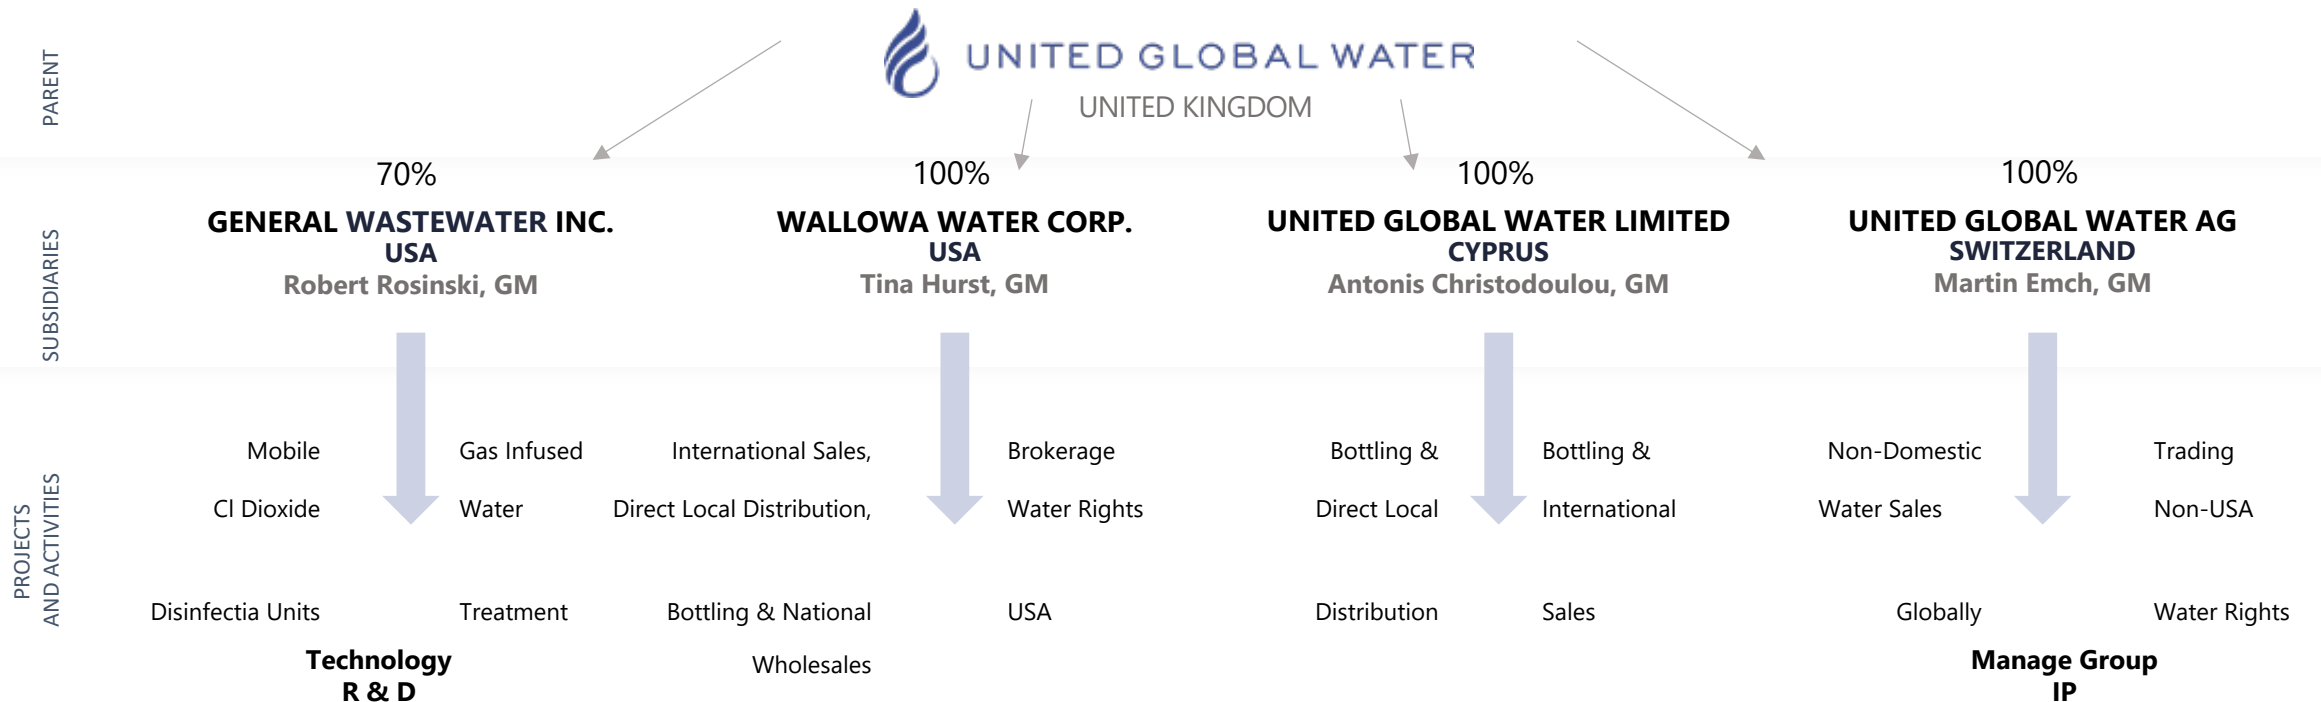 PARENT
UNITED GLOBAL WATER
UNITED KINGDOM
SUBSIDIARIES
70%
GENERAL WASTEWATER INC.
USA
Robert Rosinski, GM
100%
WALLOWA WATER CORP.
USA
Tina Hurst, GM
100%
UNITED GLOBAL WATER LIMITED
CYPRUS
Antonis Christodoulou, GM
100%
UNITED GLOBAL WATER AG
SWITZERLAND
Martin Emch, GM
PROJECTS
AND ACTIVITIES
Mobile
Cl Dioxide
Disinfectia Units
Gas Infused
Water
Treatment
Technology
R & D
International Sales,
Direct Local Distribution,
Bottling & National
Wholesales
Brokerage
Water Rights
USA
Bottling &
Direct Local
Distribution
Bottling &
International
Sales
Non-Domestic
Water Sales
Globally
Trading
Non-USA
Water Rights
Manage Group
IP